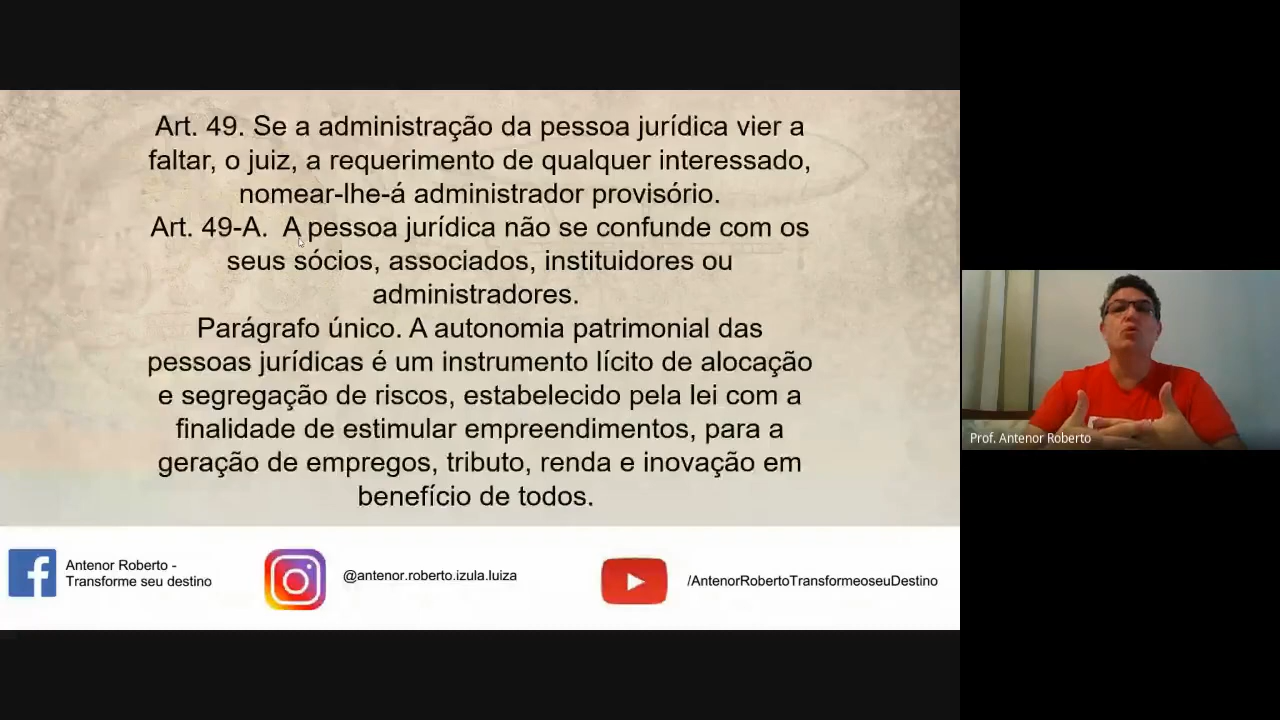 Art. 49. Se a administração da pessoa jurídica vier a
faltar, o juiz, a requerimento de qualquer interessado,
nomear-lhe-á administrador provisório.
Art. 49-A.  A pessoa jurídica não se confunde com os
seus sócios, associados, instituidores ou
administradores.
Parágrafo único. A autonomia patrimonial das
pessoas jurídicas é um instrumento lícito de alocação
e segregação de riscos, estabelecido pela lei com a
finalidade de estimular empreendimentos, para a
geração de empregos, tributo, renda e inovação em
benefício de todos.
Prof. Antenor Roberto
Antenor Roberto -
Transforme seu destino
@antenor.roberto.izula.luiza
/AntenorRobertoTransformeoseuDestino